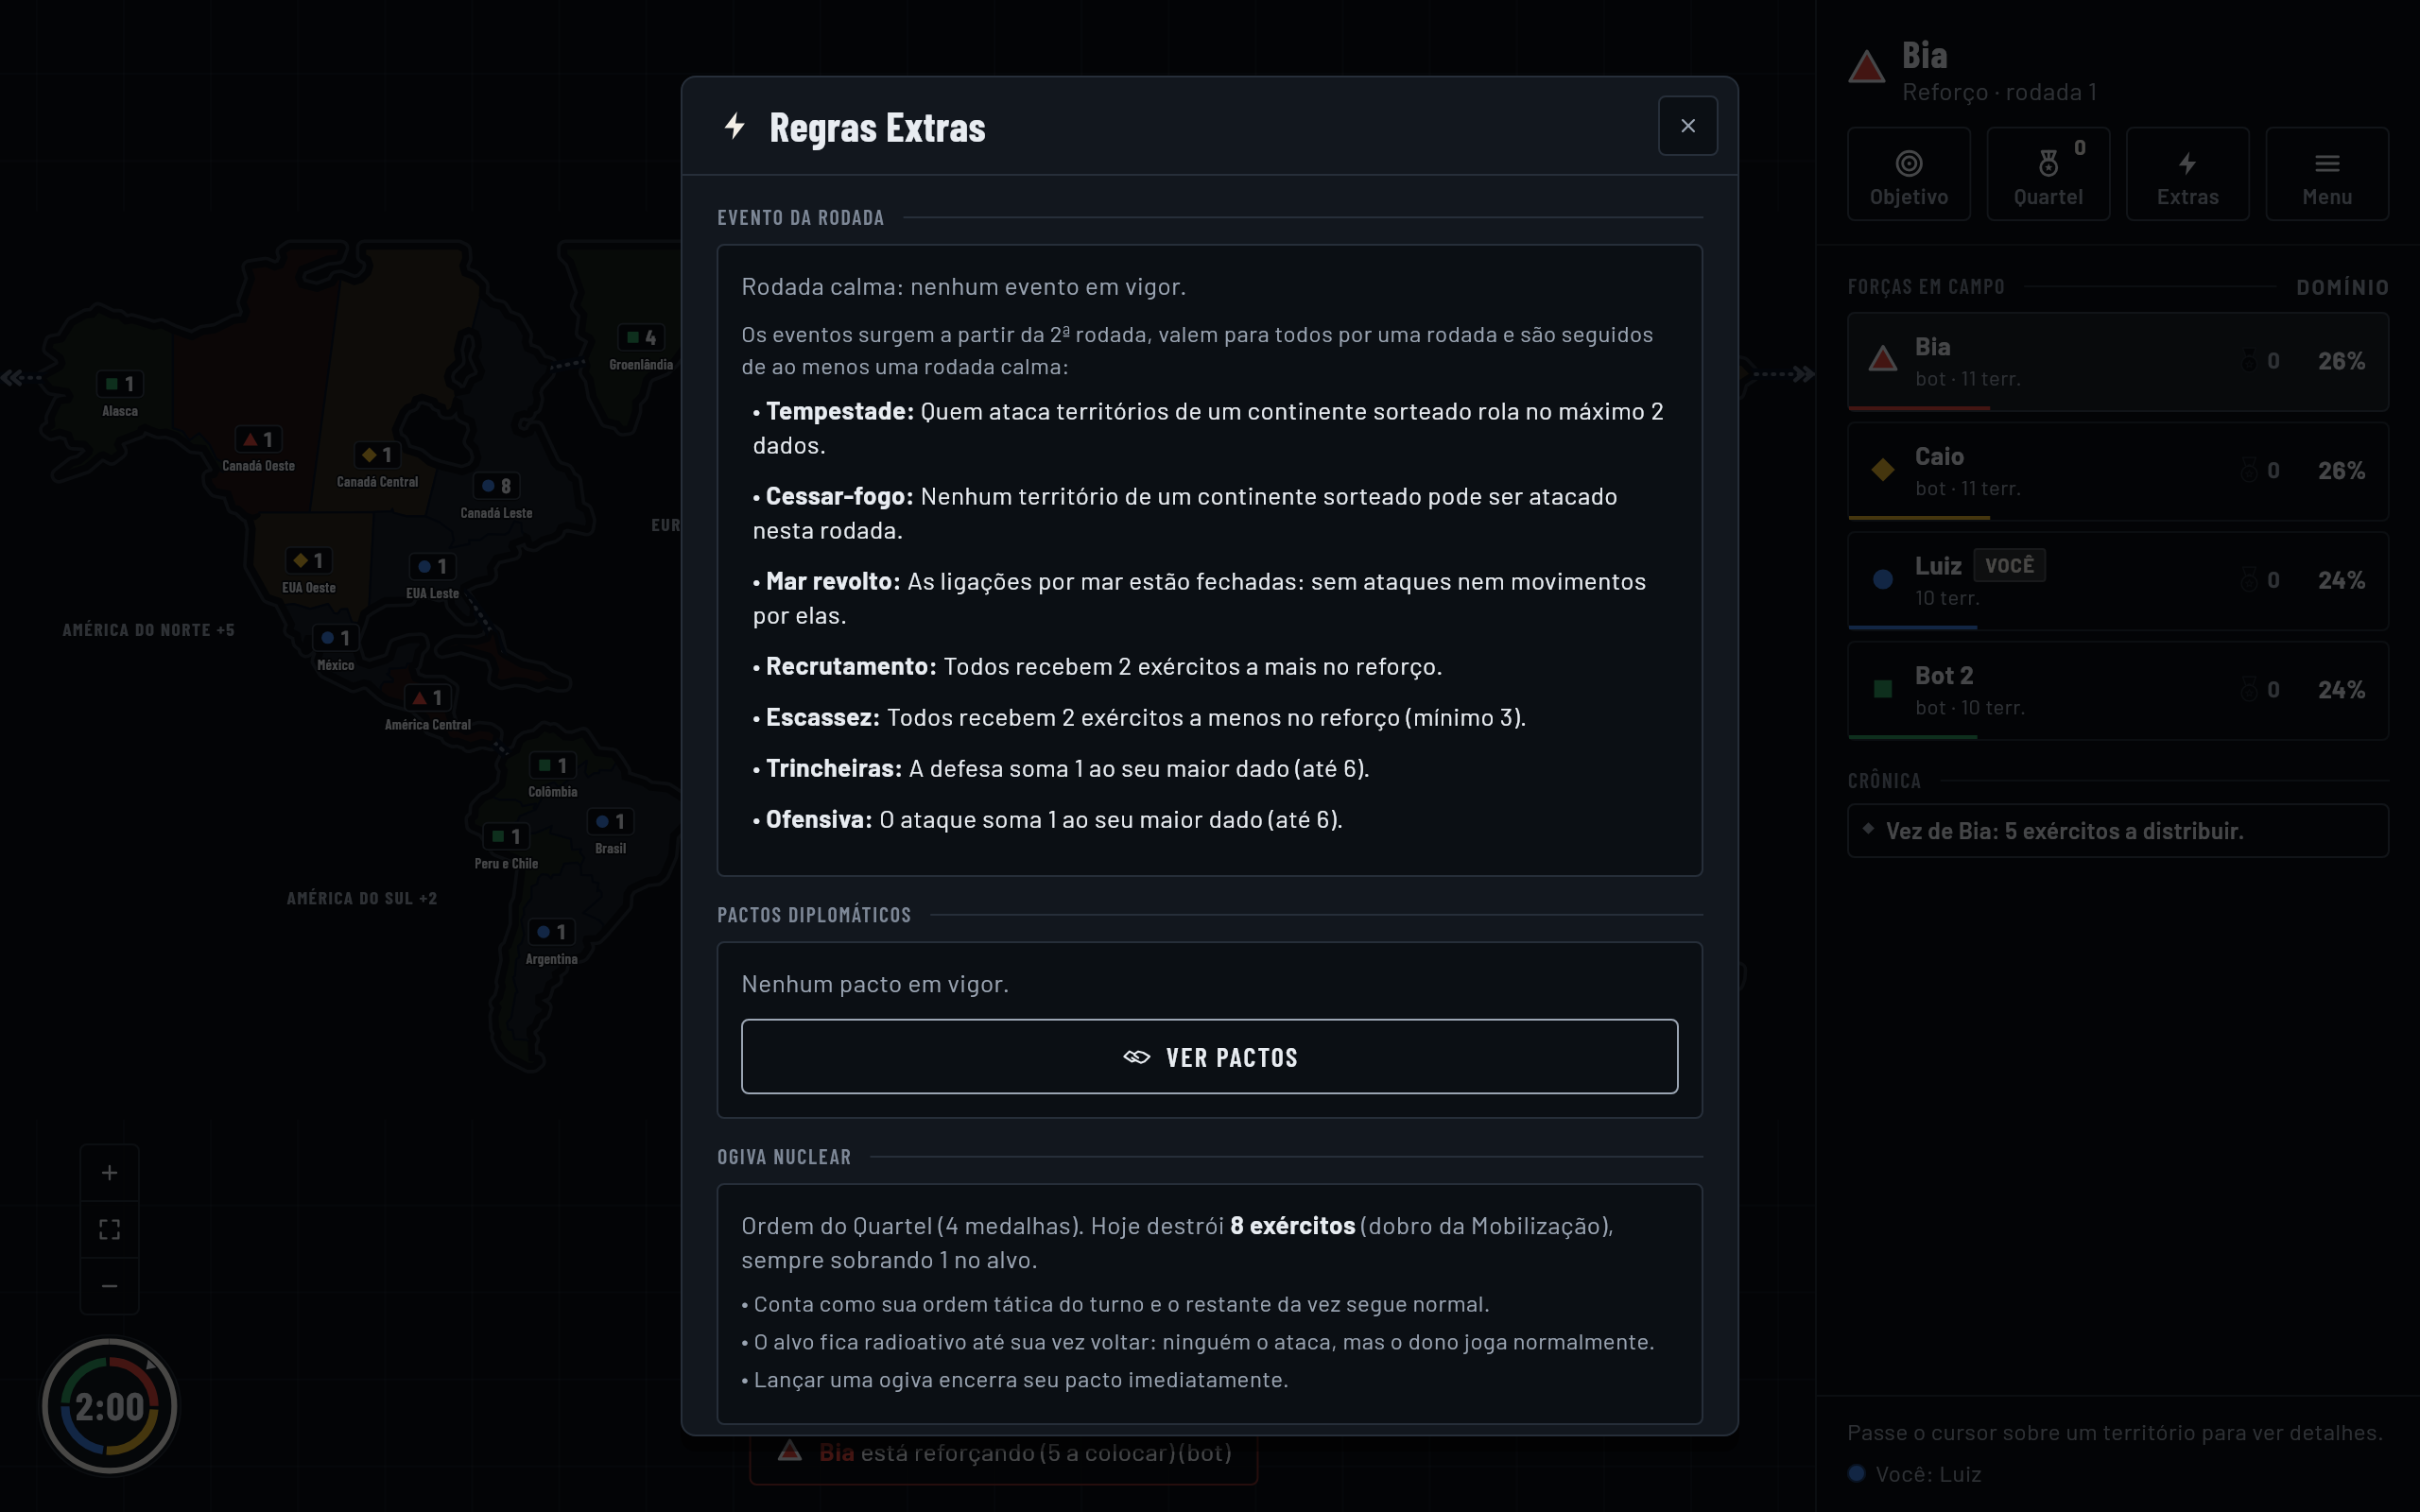 Regras Extras
EVENTO DA RODADA
Rodada calma: nenhum evento em vigor.
Os eventos surgem a partir da 2ª rodada, valem para todos por uma rodada e são seguidos
de ao menos uma rodada calma:
• Tempestade: Quem ataca territórios de um continente sorteado rola no máximo 2
dados.
• Cessar-fogo: Nenhum território de um continente sorteado pode ser atacado
nesta rodada.
• Mar revolto: As ligações por mar estão fechadas: sem ataques nem movimentos
por elas.
• Recrutamento: Todos recebem 2 exércitos a mais no reforço.
• Escassez: Todos recebem 2 exércitos a menos no reforço (mínimo 3).
• Trincheiras: A defesa soma 1 ao seu maior dado (até 6).
• Ofensiva: O ataque soma 1 ao seu maior dado (até 6).
PACTOS DIPLOMÁTICOS
Nenhum pacto em vigor.
VER PACTOS
OGIVA NUCLEAR
Ordem do Quartel (4 medalhas). Hoje destrói 8 exércitos (dobro da Mobilização),
sempre sobrando 1 no alvo.
• Conta como sua ordem tática do turno e o restante da vez segue normal.
• O alvo fica radioativo até sua vez voltar: ninguém o ataca, mas o dono joga normalmente.
• Lançar uma ogiva encerra seu pacto imediatamente.
4
Groenlândia
1
Alasca
1
Canadá Oeste
1
Canadá Central
8
Canadá Leste
EUR
1
EUA Oeste
1
EUA Leste
AMÉRICA DO NORTE +5
1
México
1
América Central
1
Colômbia
1
Brasil
1
Peru e Chile
AMÉRICA DO SUL +2
1
Argentina
+
−
2:00
Bia está reforçando (5 a colocar) (bot)
Bia
Reforço · rodada 1
Objetivo
0
Quartel
Extras
Menu
FORÇAS EM CAMPO
DOMÍNIO
Bia
bot · 11 terr.
0
26%
Caio
bot · 11 terr.
0
26%
Luiz VOCÊ
10 terr.
0
24%
Bot 2
bot · 10 terr.
0
24%
CRÔNICA
Vez de Bia: 5 exércitos a distribuir.
Passe o cursor sobre um território para ver detalhes.
Você: Luiz